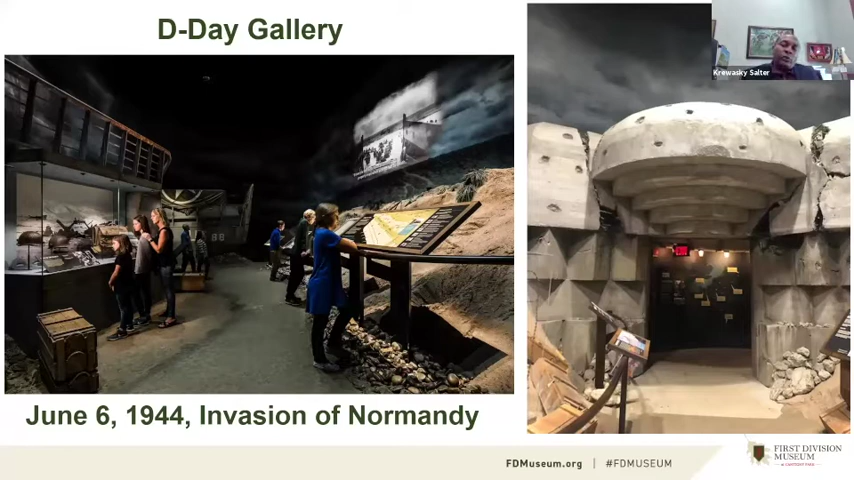 D-Day Gallery
Krewasky Salter
June 6, 1944, Invasion of Normandy
FDMuseum.org | #FDMUSEUM
FIRST DIVISION
MUSEUM